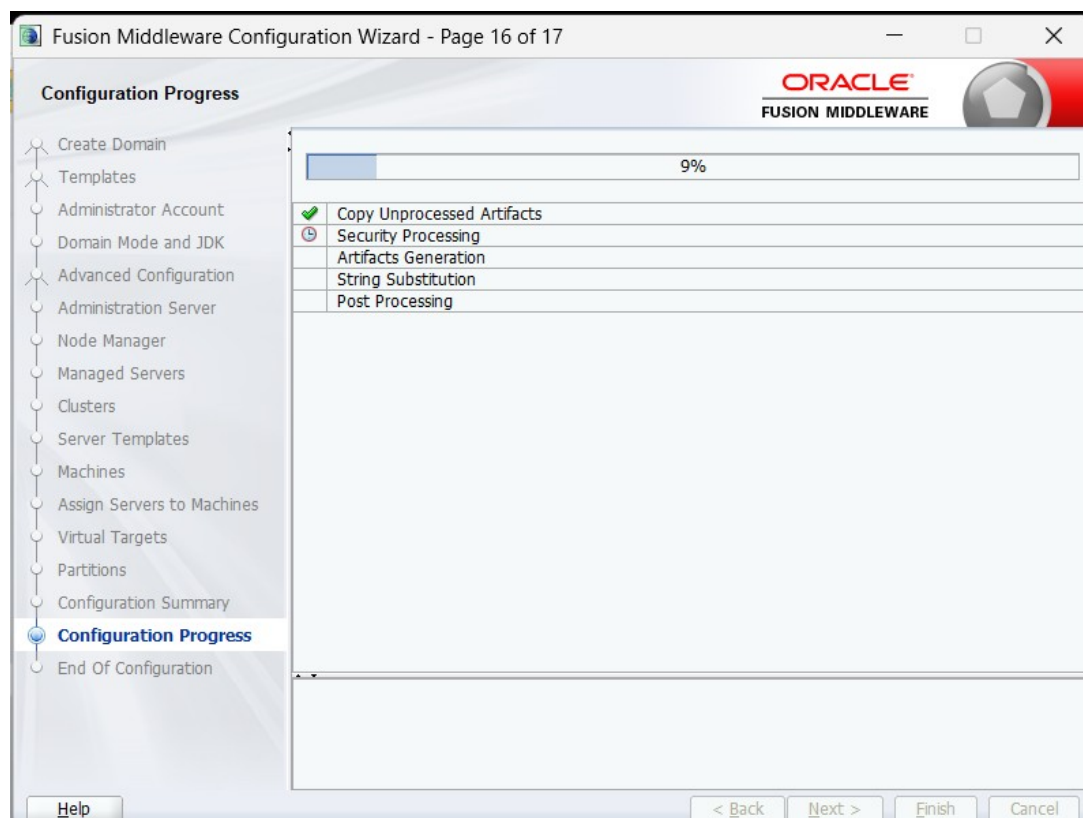 Fusion Middleware Configuration Wizard - Page 16 of 17
Configuration Progress
ORACLE
FUSION MIDDLEWARE
Create Domain
Templates
Administrator Account
Domain Mode and JDK
Advanced Configuration
Administration Server
Node Manager
Managed Servers
Clusters
Server Templates
Machines
Assign Servers to Machines
Virtual Targets
Partitions
Configuration Summary
Configuration Progress
End Of Configuration
9%
Copy Unprocessed Artifacts
Security Processing
Artifacts Generation
String Substitution
Post Processing
Help
< Back
Next >
Finish
Cancel